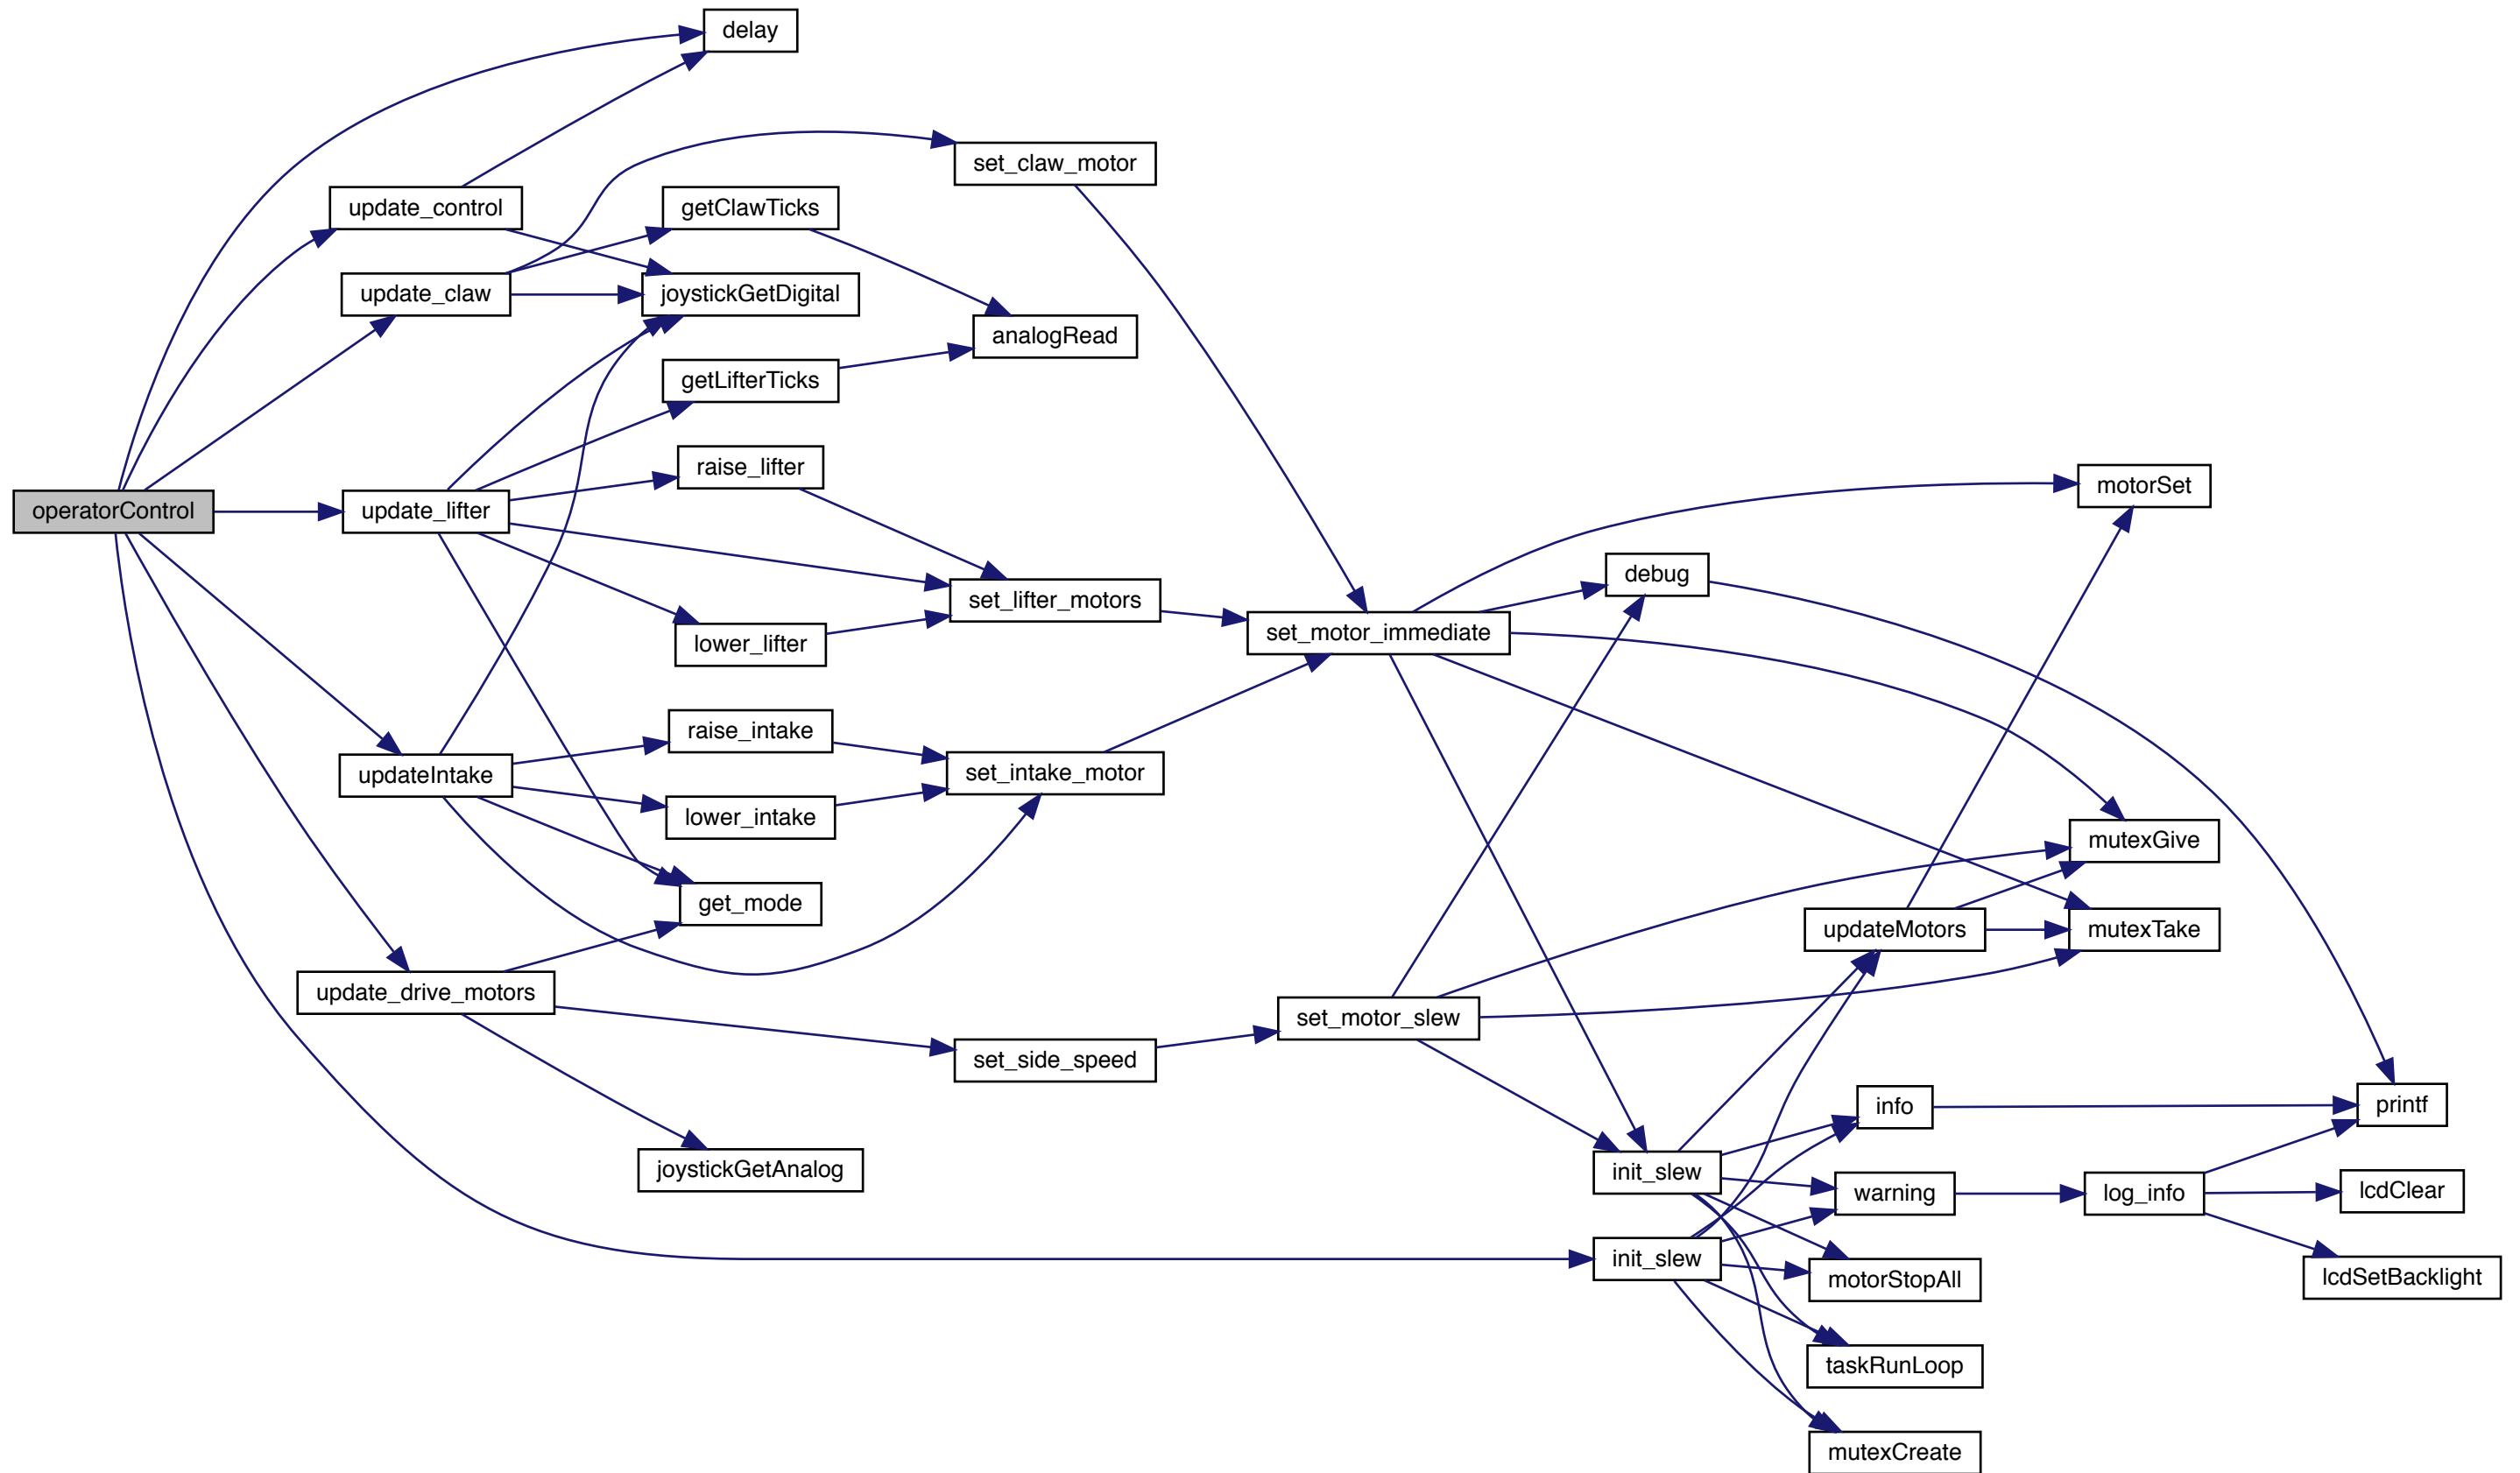 delay
set_claw_motor
update_control
getClawTicks
update_claw
joystickGetDigital
analogRead
getLifterTicks
raise_lifter
motorSet
operatorControl
update_lifter
debug
set_lifter_motors
set_motor_immediate
lower_lifter
raise_intake
updateIntake
set_intake_motor
lower_intake
mutexGive
get_mode
updateMotors
mutexTake
update_drive_motors
set_motor_slew
set_side_speed
info
printf
joystickGetAnalog
init_slew
warning
log_info
lcdClear
init_slew
motorStopAll
lcdSetBacklight
taskRunLoop
mutexCreate